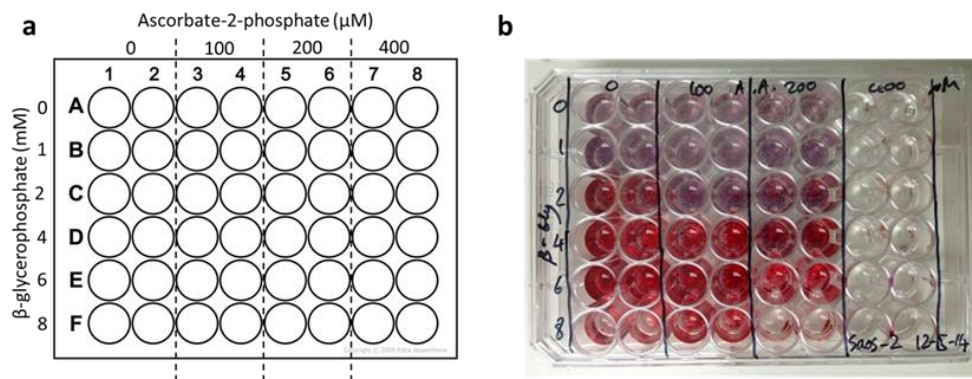 a
Ascorbate-2-phosphate (μM)
0 100 200 400
1 2 3 4 5 6 7 8
β-glycerophosphate (mM)
0 A
1 B
2 C
4 D
6 E
8 F
b
0 100 A.A. 200 400 μM
0
1
2
4
6
8
β-Gly
Saos-2 12-15-14